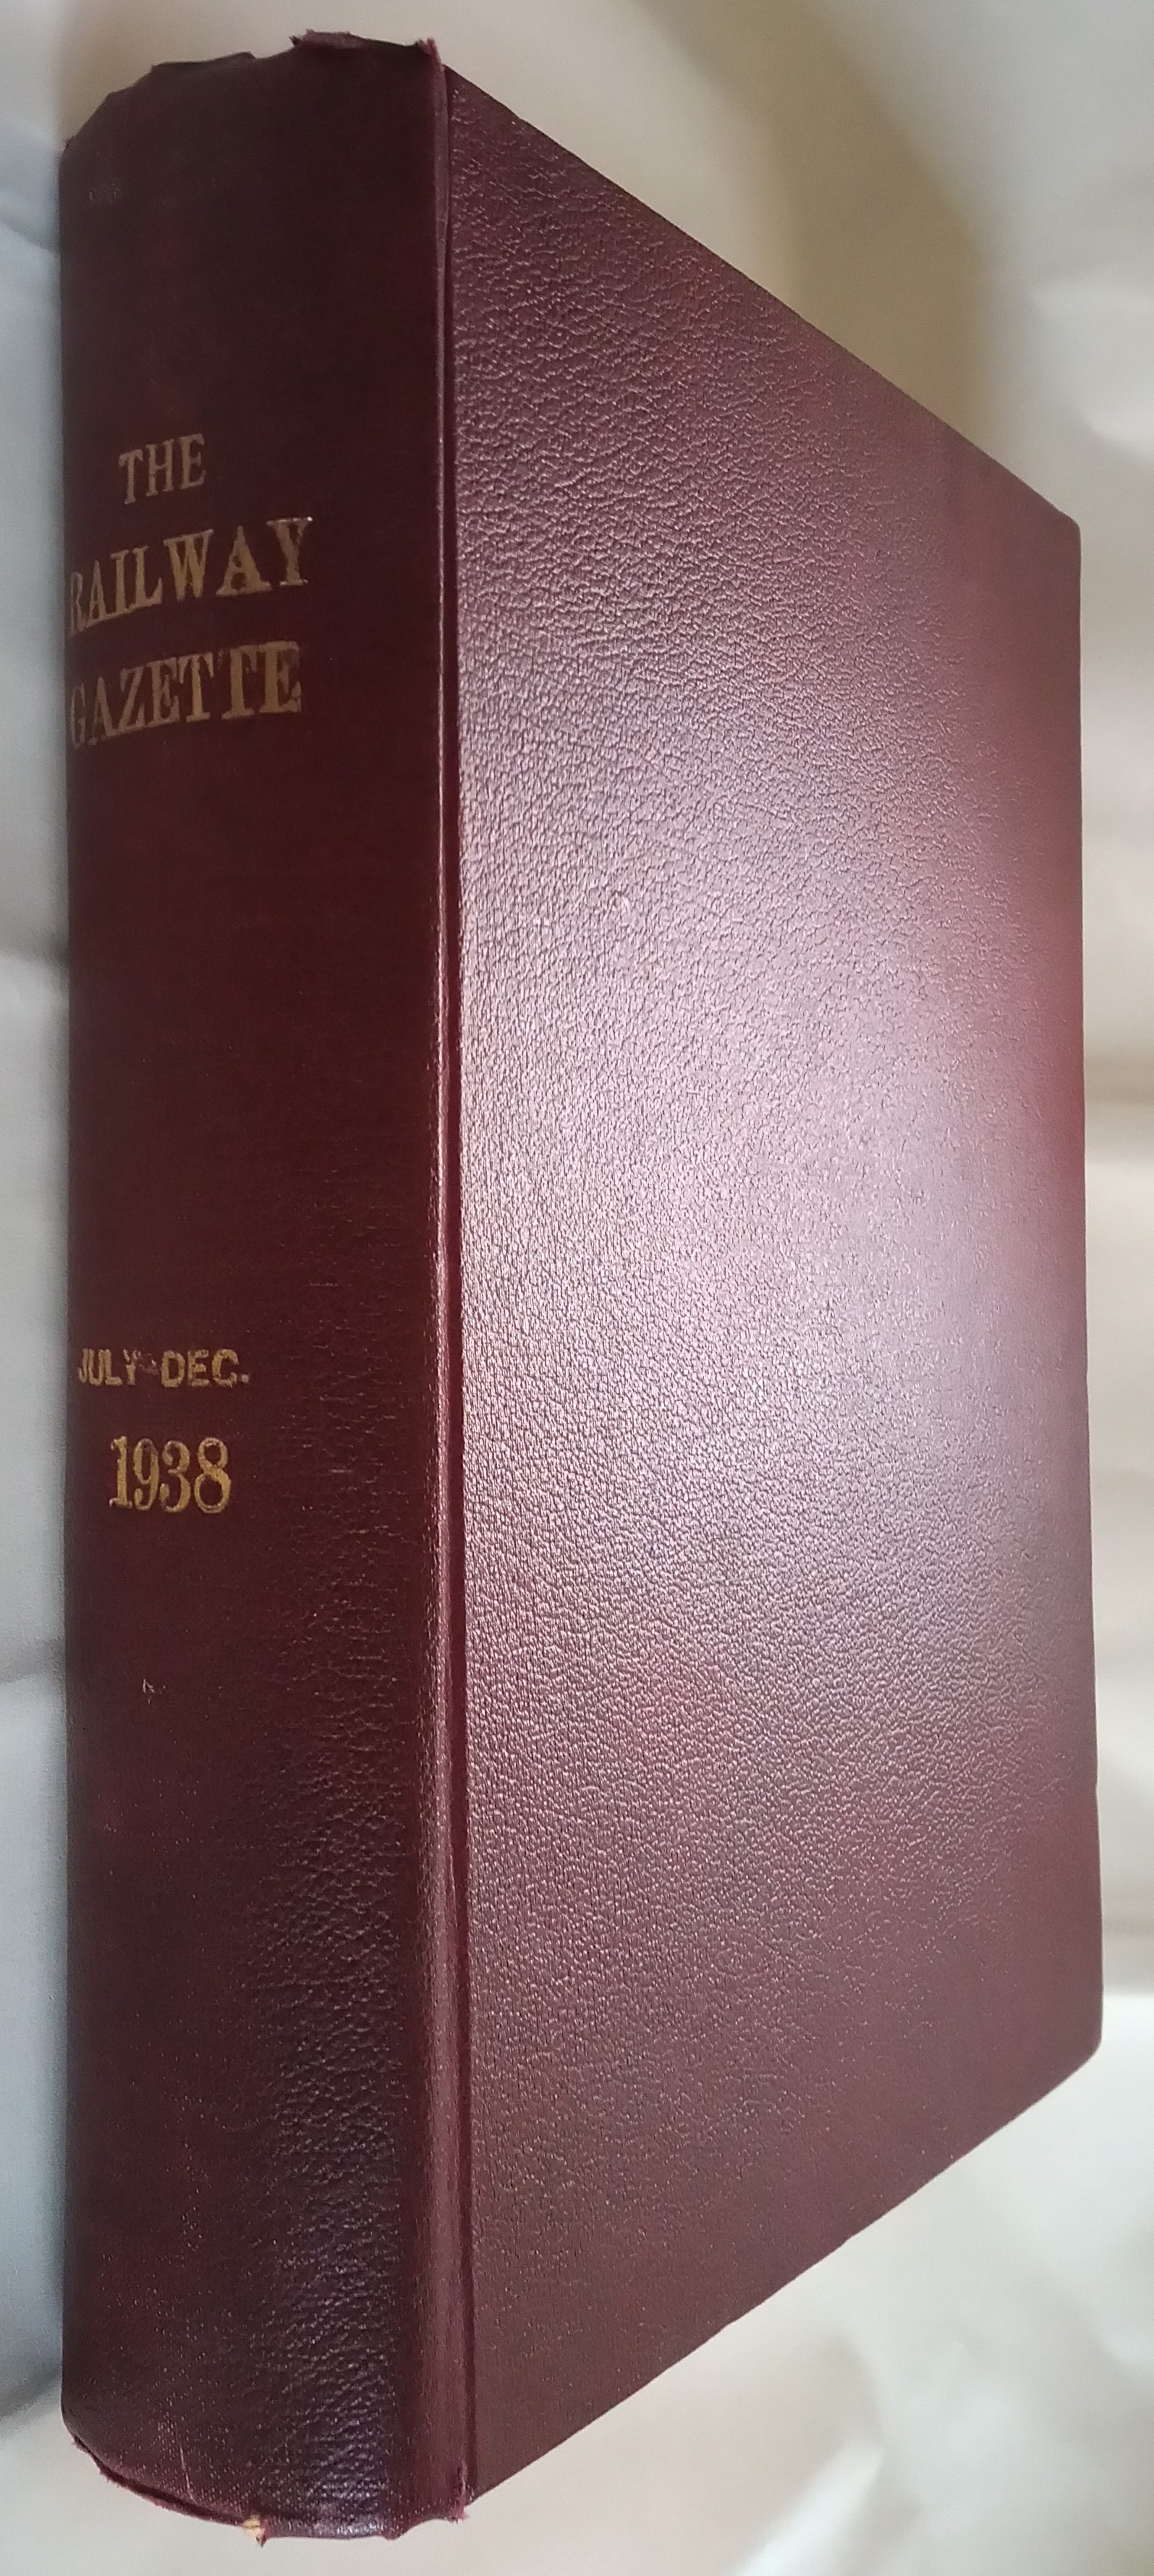 THE
RAILWAY
GAZETTE
JULY-DEC.
1938